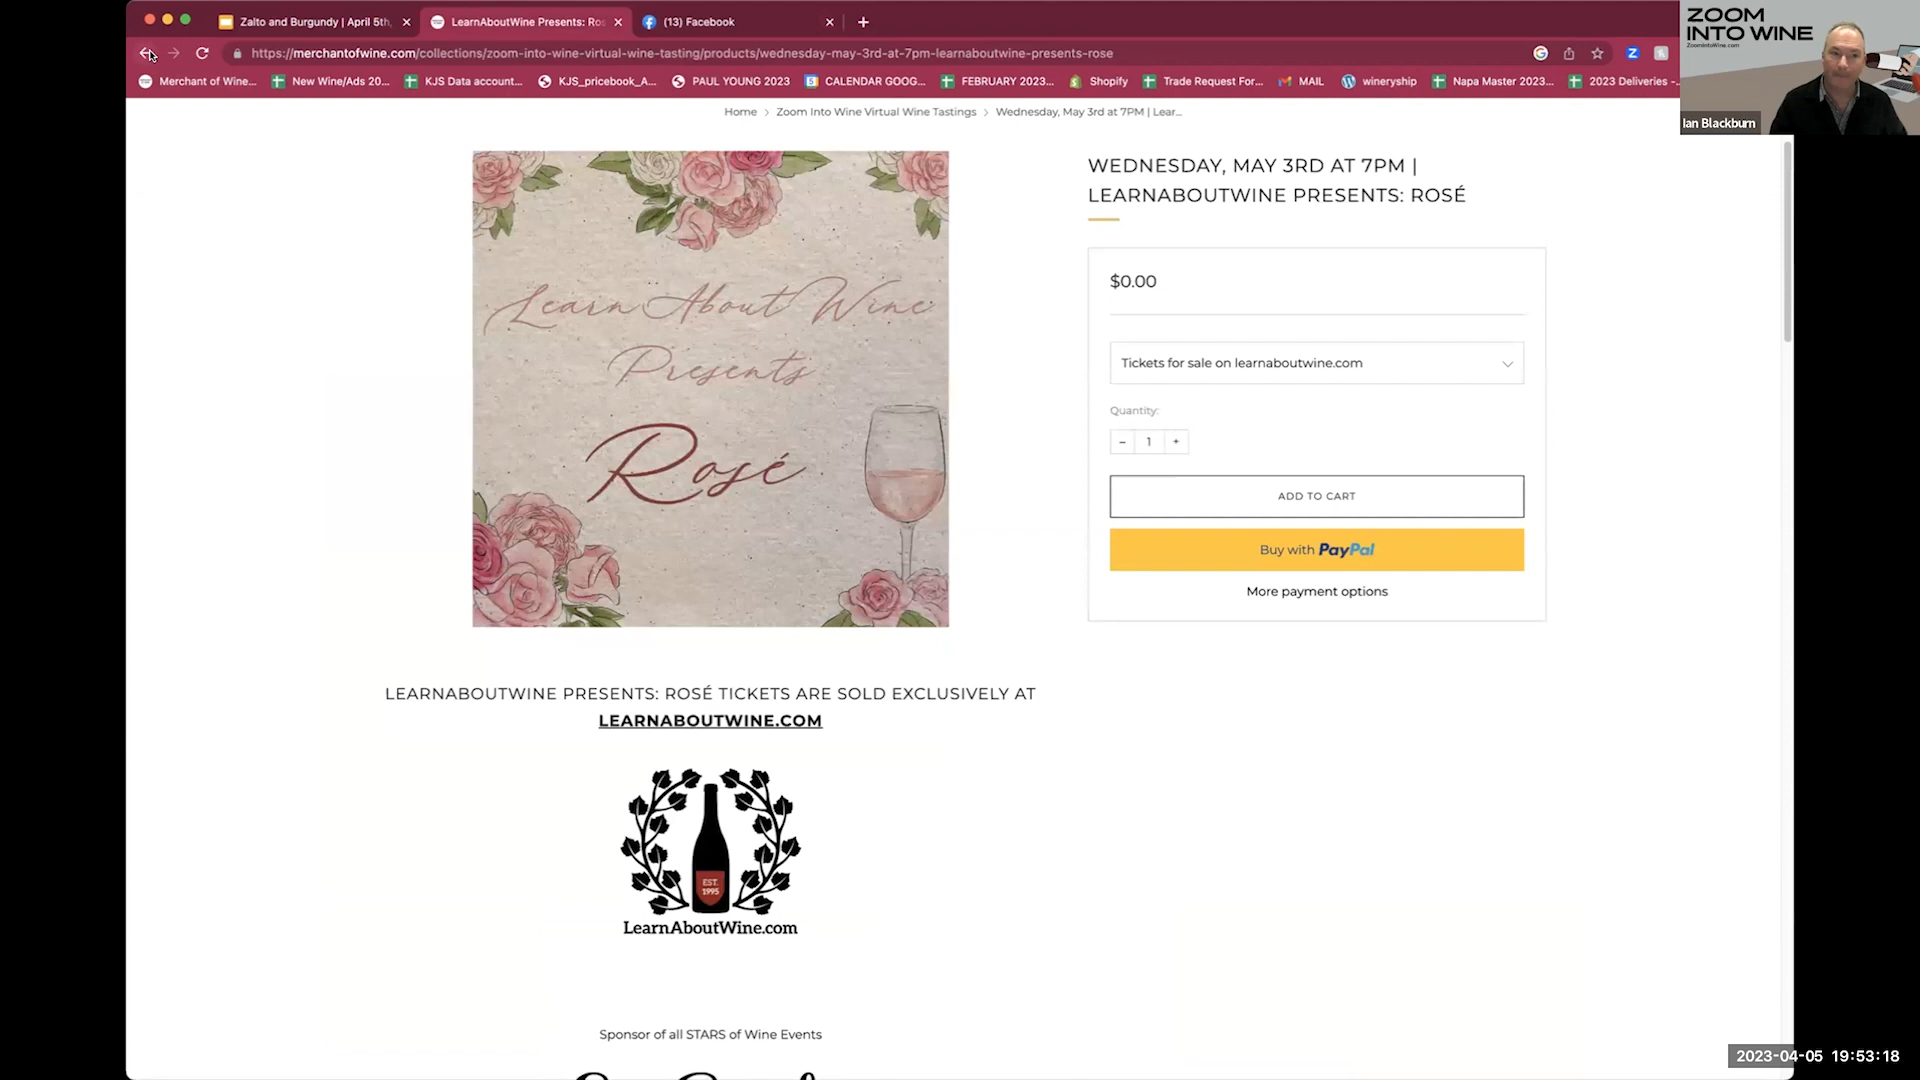 Zalto and Burgundy | April 5th,
LearnAboutWine Presents: Ros
(13) Facebook
https://merchantofwine.com/collections/zoom-into-wine-virtual-wine-tasting/products/wednesday-may-3rd-at-7pm-learnaboutwine-presents-rose
Merchant of Wine... New Wine/Ads 20... KJS Data account... KJS_pricebook_A... PAUL YOUNG 2023 CALENDAR GOOG... FEBRUARY 2023... Shopify Trade Request For... MAIL wineryship Napa Master 2023... 2023 Deliveries -..
ZOOM
INTO WINE
ZoomIntoWine.com
Ian Blackburn
Home > Zoom Into Wine Virtual Wine Tastings > Wednesday, May 3rd at 7PM | Lear...
Learn About Wine
Presents
Rosé
WEDNESDAY, MAY 3RD AT 7PM |
LEARNABOUTWINE PRESENTS: ROSÉ
$0.00
Tickets for sale on learnaboutwine.com
Quantity:
− 1 +
ADD TO CART
Buy with PayPal
More payment options
LEARNABOUTWINE PRESENTS: ROSÉ TICKETS ARE SOLD EXCLUSIVELY AT
LEARNABOUTWINE.COM
EST.
1995
LearnAboutWine.com
Sponsor of all STARS of Wine Events
2023-04-05 19:53:18